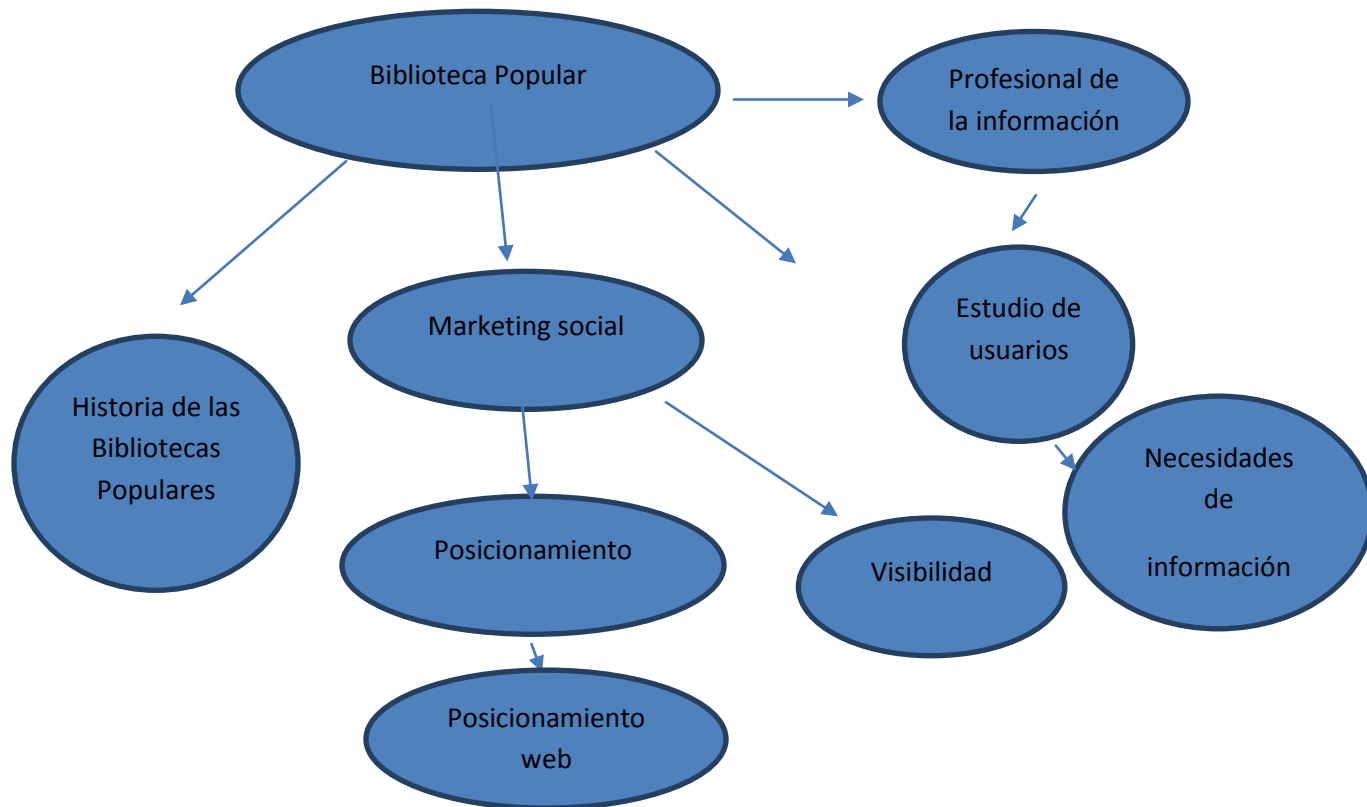 Biblioteca Popular
Profesional de
la información
Marketing social
Estudio de
usuarios
Historia de las
Bibliotecas
Populares
Necesidades
de
información
Posicionamiento
Visibilidad
Posicionamiento
web